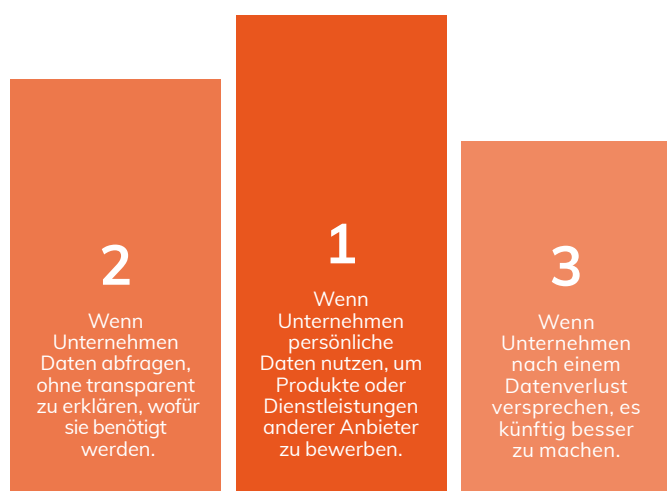 2
Wenn
Unternehmen
Daten abfragen,
ohne transparent
zu erklären, wofür
sie benötigt
werden.
1
Wenn
Unternehmen
persönliche
Daten nutzen, um
Produkte oder
Dienstleistungen
anderer Anbieter
zu bewerben.
3
Wenn
Unternehmen
nach einem
Datenverlust
versprechen, es
künftig besser
zu machen.